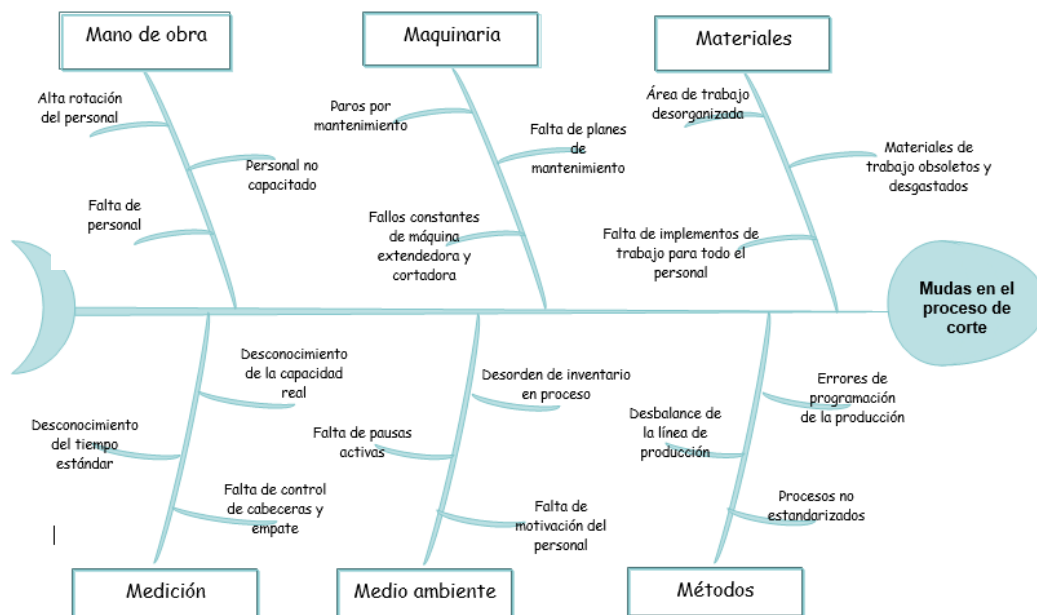 Mano de obra
Maquinaria
Materiales
Alta rotación
del personal
Personal no
capacitado
Falta de
personal
Paros por
mantenimiento
Falta de planes
de
mantenimiento
Fallos constantes
de máquina
extendedora y
cortadora
Área de trabajo
desorganizada
Materiales de
trabajo obsoletos y
desgastados
Falta de implementos de
trabajo para todo el
personal
Mudas en el
proceso de
corte
Desconocimiento
de la capacidad
real
Desconocimiento
del tiempo
estándar
Falta de control
de cabeceras y
empate
Desorden de inventario
en proceso
Falta de pausas
activas
Falta de
motivación del
personal
Errores de
programación
de la producción
Desbalance de
la línea de
producción
Procesos no
estandarizados
Medición
Medio ambiente
Métodos